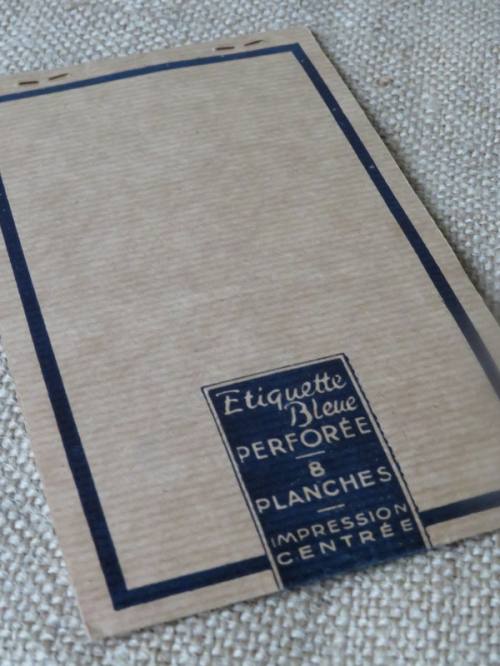 Etiquette
Bleue
PERFORÉE
8
PLANCHES
IMPRESSION
CENTRÉE